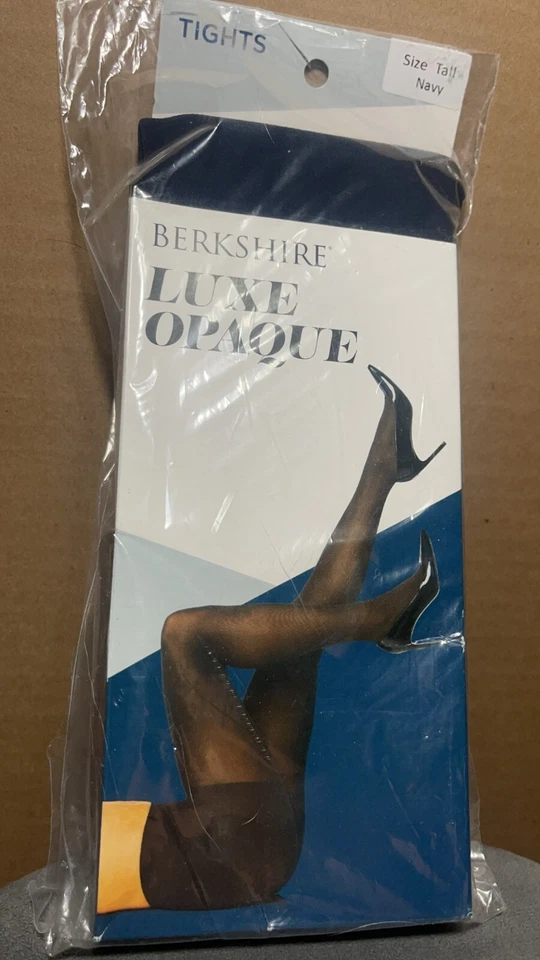 TIGHTS
Size Tall
Navy
BERKSHIRE
LUXE
OPAQUE